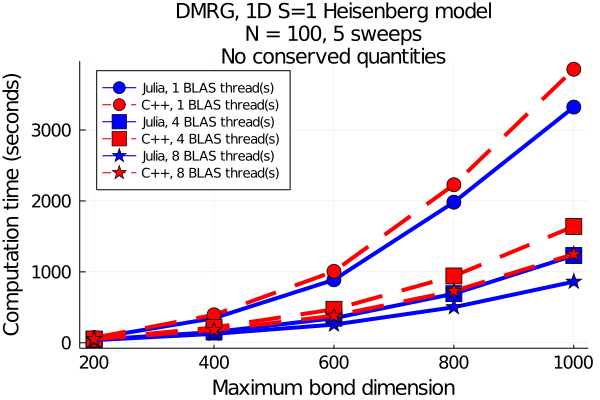 DMRG, 1D S=1 Heisenberg model
N = 100, 5 sweeps
No conserved quantities
Julia, 1 BLAS thread(s)
C++, 1 BLAS thread(s)
Julia, 4 BLAS thread(s)
C++, 4 BLAS thread(s)
Julia, 8 BLAS thread(s)
C++, 8 BLAS thread(s)
Computation time (seconds)
3000
2000
1000
0
200 400 600 800 1000
Maximum bond dimension